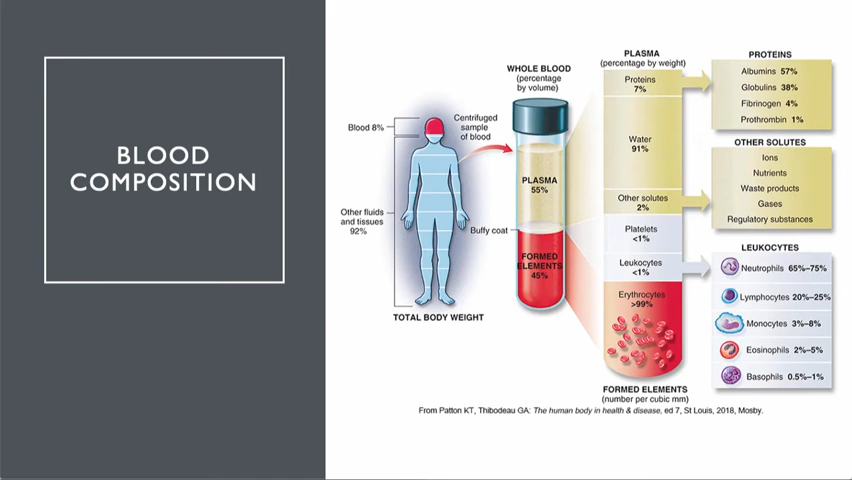 BLOOD
COMPOSITION
Blood 8%
Other fluids
and tissues
92%
TOTAL BODY WEIGHT
Centrifuged
sample
of blood
WHOLE BLOOD
(percentage
by volume)
PLASMA
55%
Buffy coat
FORMED
ELEMENTS
45%
PLASMA
(percentage by weight)
Proteins
7%
Water
91%
Other solutes
2%
Platelets
<1%
Leukocytes
<1%
Erythrocytes
>99%
FORMED ELEMENTS
(number per cubic mm)
PROTEINS
Albumins 57%
Globulins 38%
Fibrinogen 4%
Prothrombin 1%
OTHER SOLUTES
Ions
Nutrients
Waste products
Gases
Regulatory substances
LEUKOCYTES
Neutrophils 65%–75%
Lymphocytes 20%–25%
Monocytes 3%–8%
Eosinophils 2%–5%
Basophils 0.5%–1%
From Patton KT, Thibodeau GA: The human body in health & disease, ed 7, St Louis, 2018, Mosby.